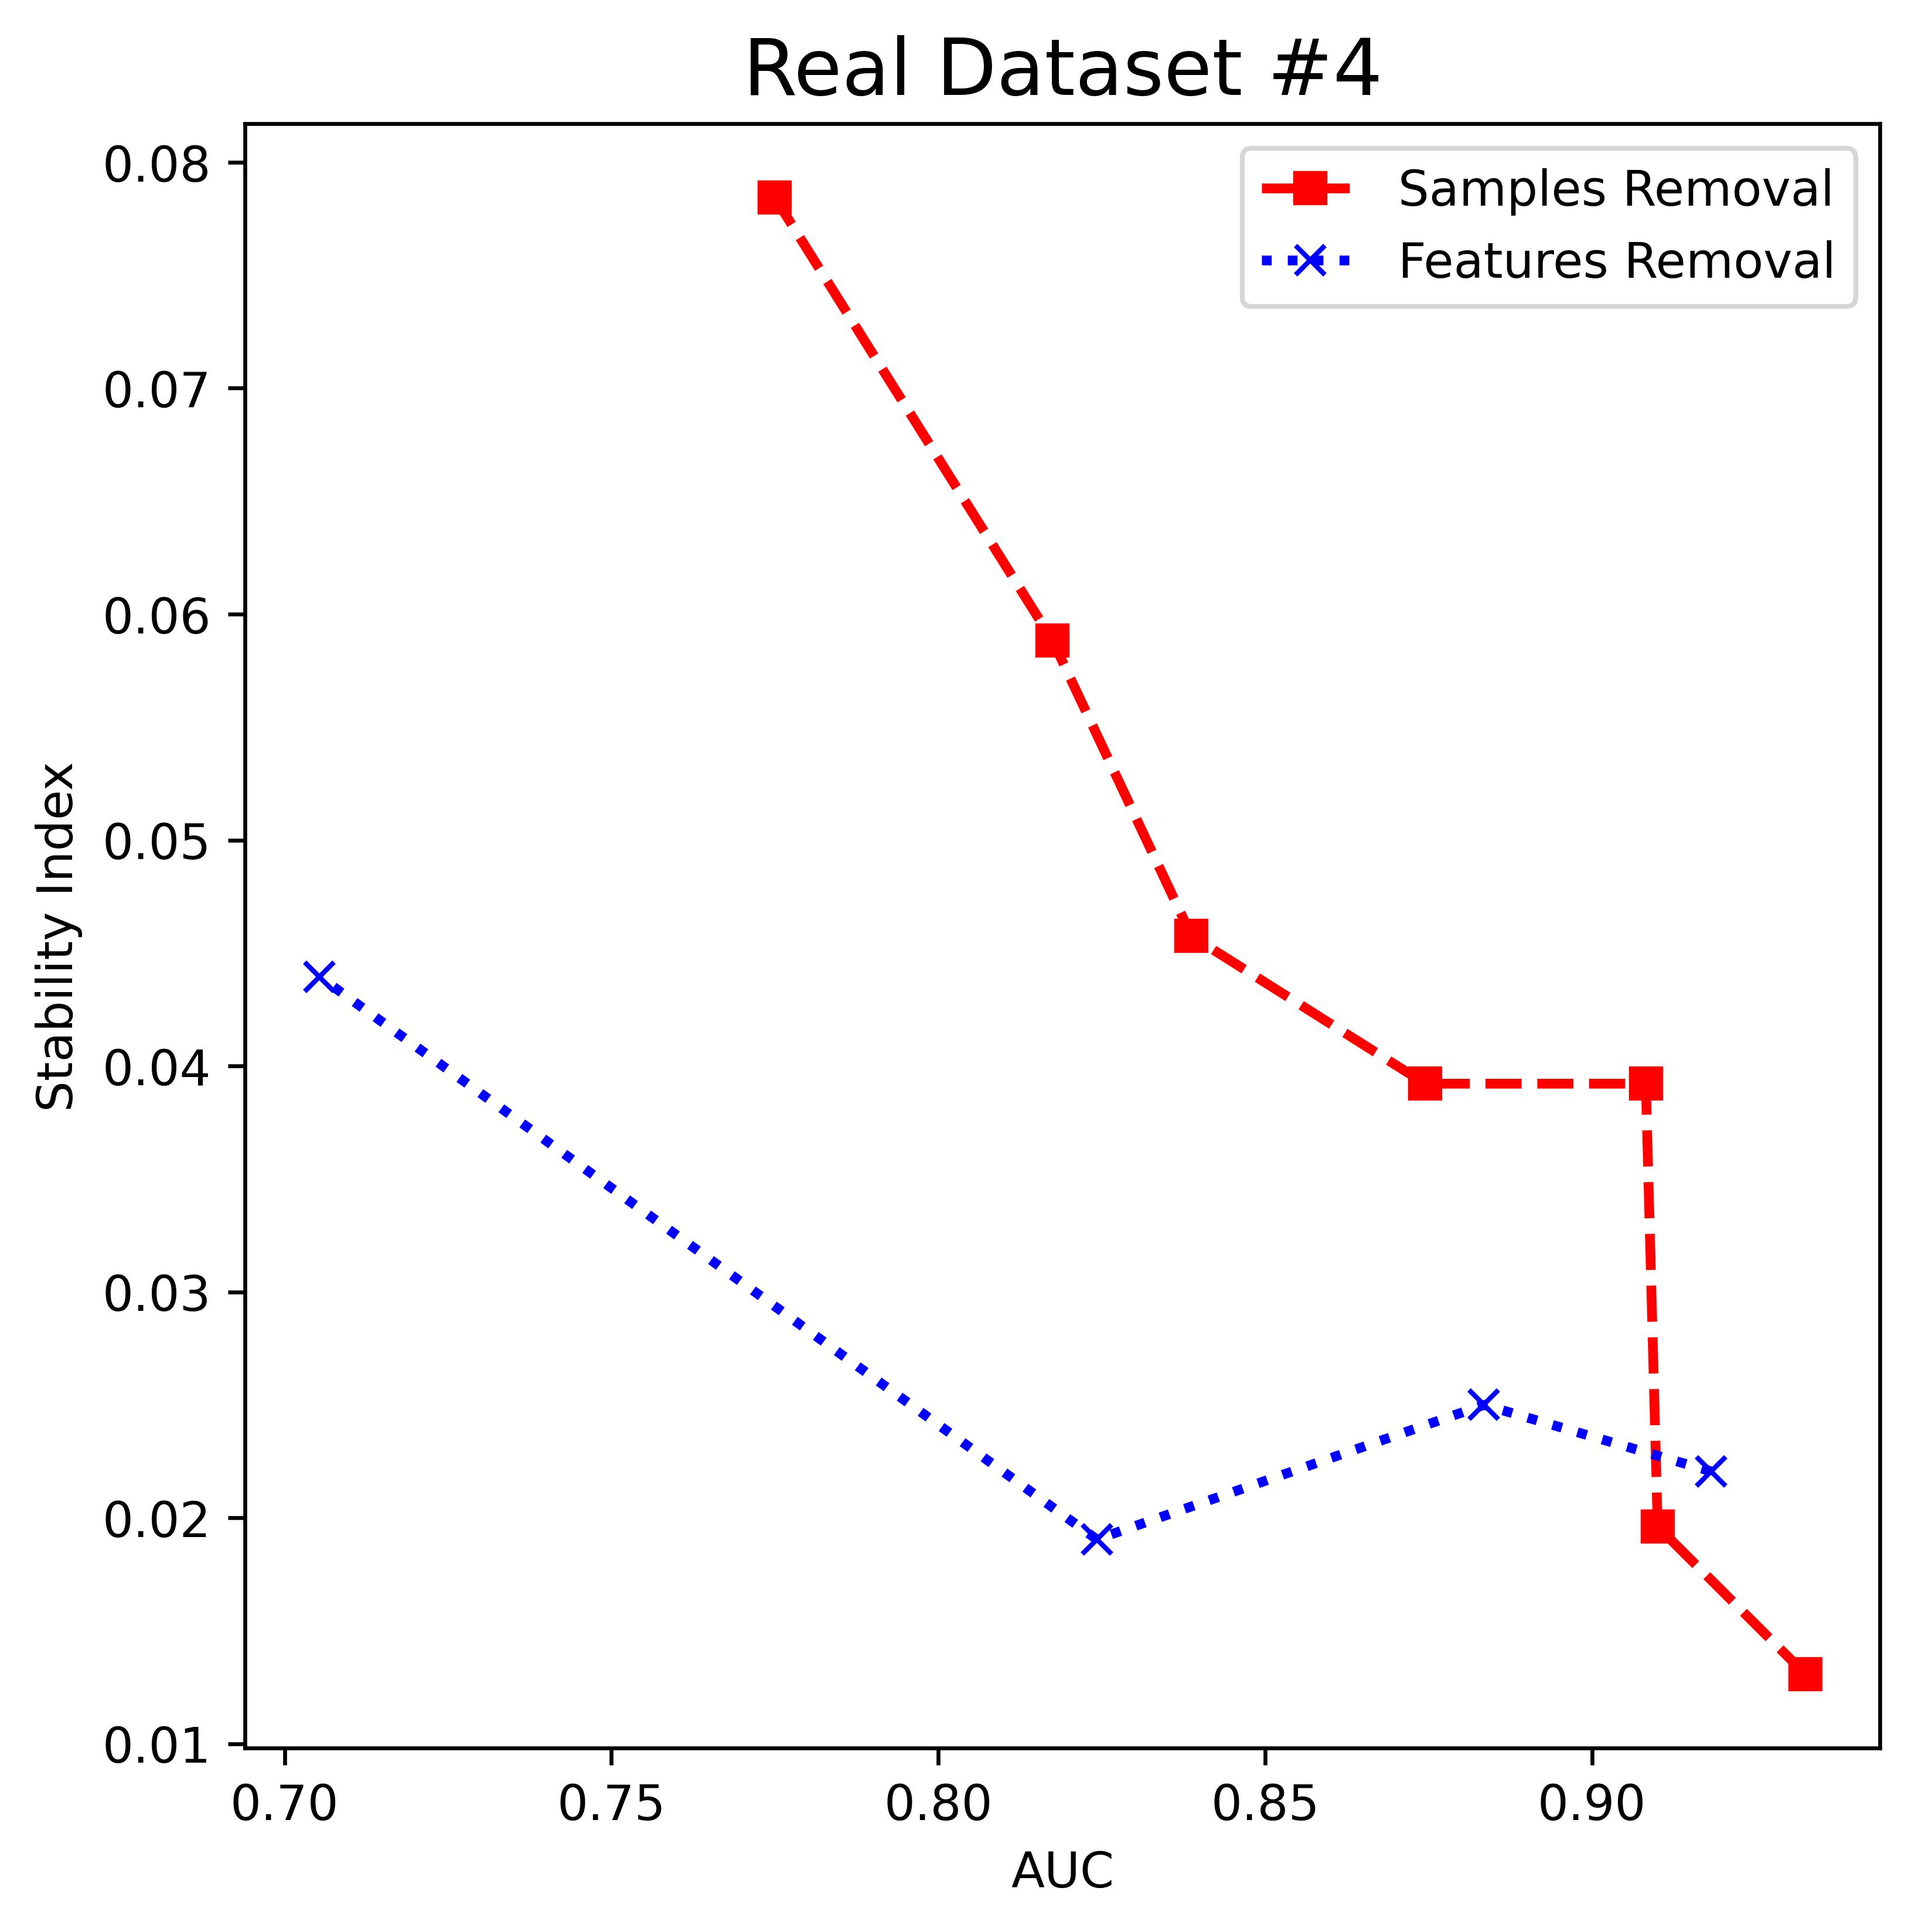 Real Dataset #4
Samples Removal
Features Removal
0.08
0.07
0.06
0.05
0.04
0.03
0.02
0.01
Stability Index
0.70 0.75 0.80 0.85 0.90
AUC